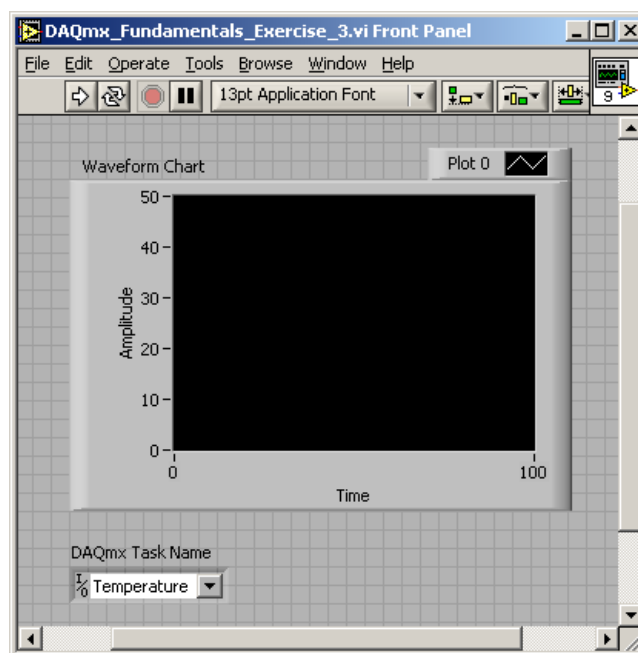 DAQmx_Fundamentals_Exercise_3.vi Front Panel
File Edit Operate Tools Browse Window Help
13pt Application Font
9
Waveform Chart
Plot 0
50
40
30
20
10
0
Amplitude
0 100
Time
DAQmx Task Name
I/O Temperature